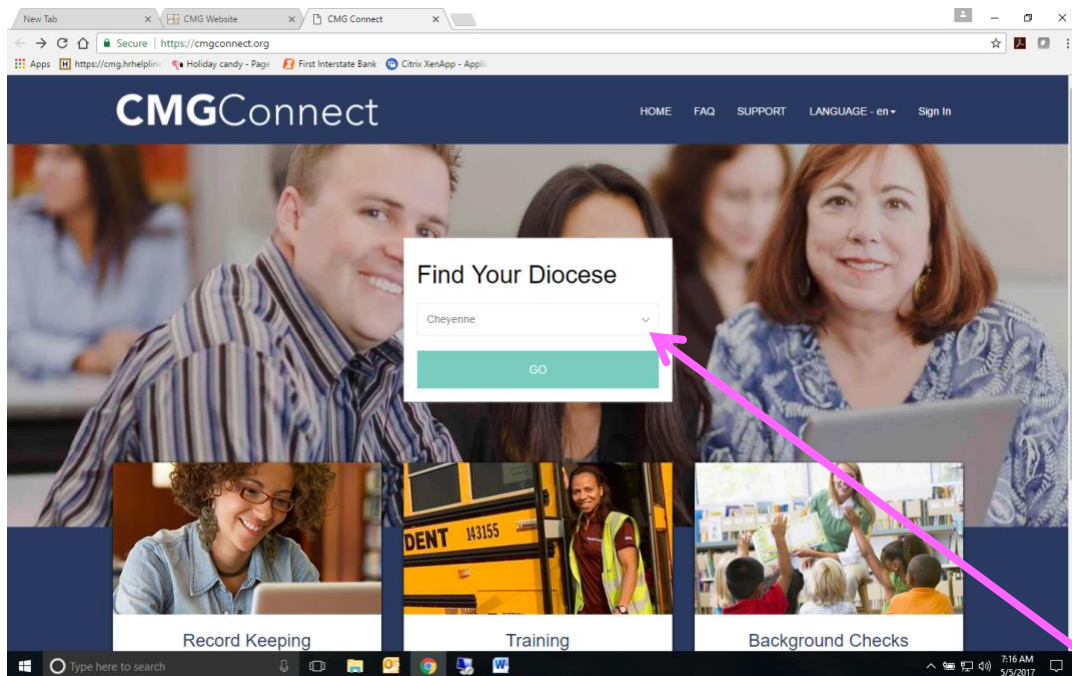 New Tab
CMG Website
CMG Connect
Secure | https://cmgconnect.org
Apps
https://cmg.hrhelpline
Holiday candy - Page
First Interstate Bank
Citrix XenApp - Applic
CMGConnect
HOME FAQ SUPPORT LANGUAGE - en Sign In
Find Your Diocese
Cheyenne
GO
DENT 143155
Record Keeping
Training
Background Checks
Type here to search
7:16 AM
5/5/2017